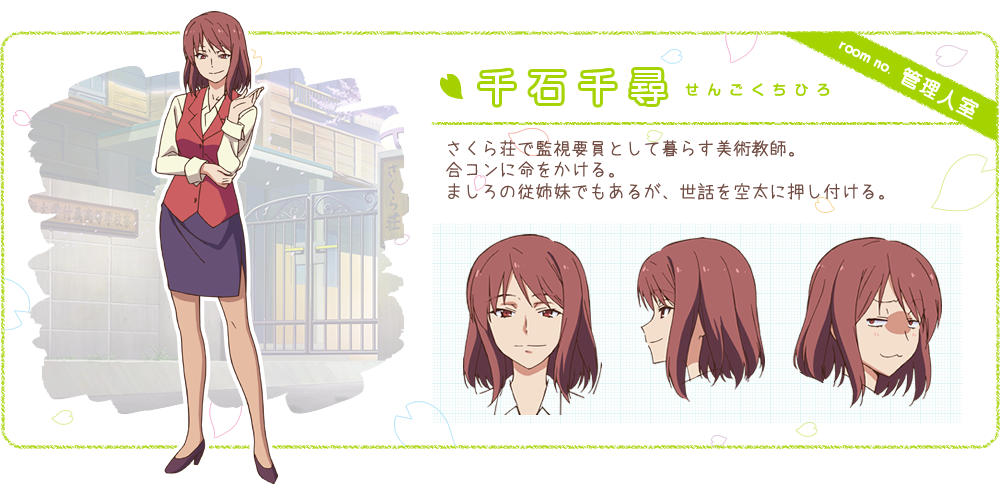 room no. 管理人室
千石千尋 せんごくちひろ
さくら荘で監視要員として暮らす美術教師。
合コンに命をかける。
ましろの従姉妹でもあるが、世話を空太に押し付ける。
さくら荘